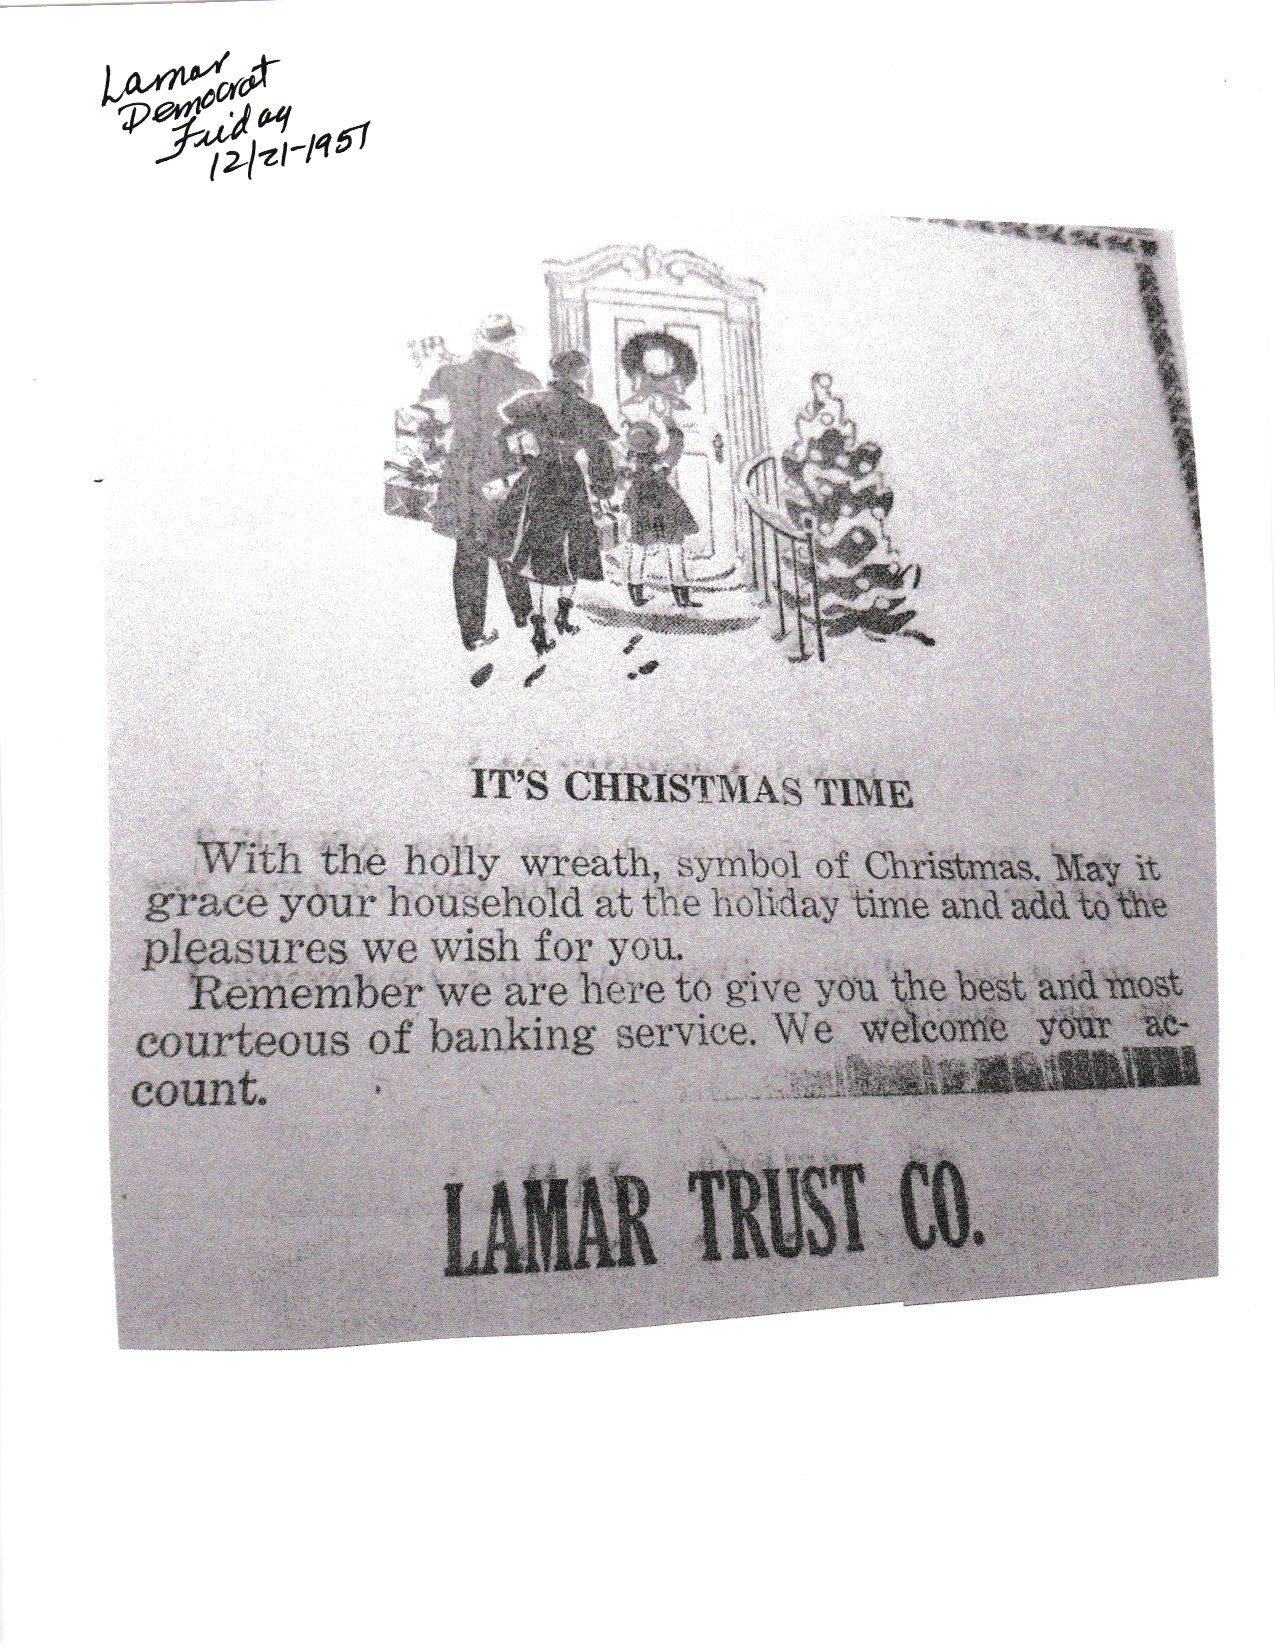 Lamar
Democrat
Friday
12/21-1951
IT'S CHRISTMAS TIME
With the holly wreath, symbol of Christmas. May it
grace your household at the holiday time and add to the
pleasures we wish for you.
Remember we are here to give you the best and most
courteous of banking service. We welcome your ac-
count.
LAMAR TRUST CO.